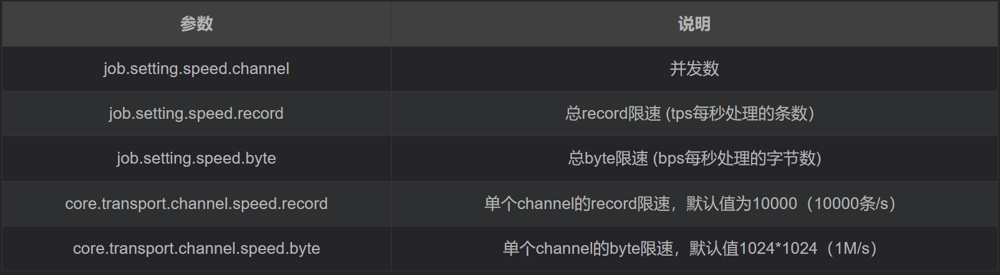 参数 说明
job.setting.speed.channel 并发数
job.setting.speed.record 总record限速 (tps每秒处理的条数）
job.setting.speed.byte 总byte限速 (bps每秒处理的字节数)
core.transport.channel.speed.record 单个channel的record限速，默认值为10000（10000条/s）
core.transport.channel.speed.byte 单个channel的byte限速，默认值1024*1024（1M/s）